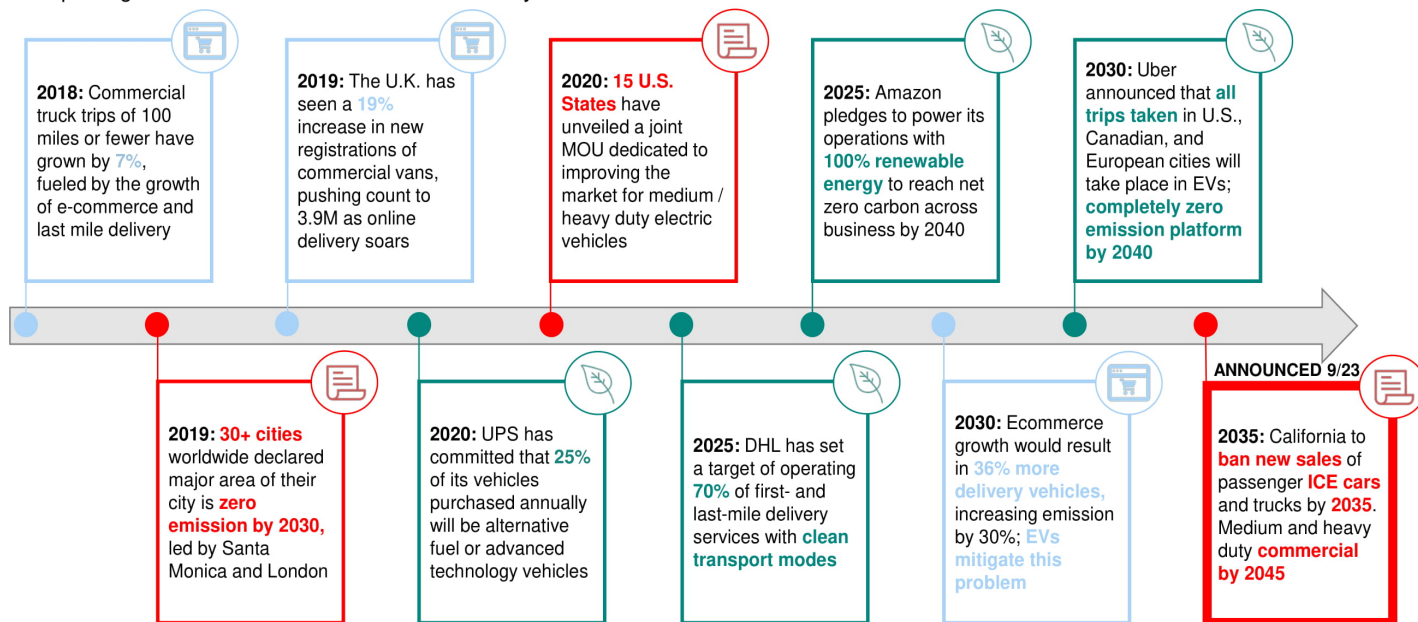 2018: Commercial
truck trips of 100
miles or fewer have
grown by 7%,
fueled by the growth
of e-commerce and
last mile delivery
2019: The U.K. has
seen a 19%
increase in new
registrations of
commercial vans,
pushing count to
3.9M as online
delivery soars
2020: 15 U.S.
States have
unveiled a joint
MOU dedicated to
improving the
market for medium /
heavy duty electric
vehicles
2025: Amazon
pledges to power its
operations with
100% renewable
energy to reach net
zero carbon across
business by 2040
2030: Uber
announced that all
trips taken in U.S.,
Canadian, and
European cities will
take place in EVs;
completely zero
emission platform
by 2040
2019: 30+ cities
worldwide declared
major area of their
city is zero
emission by 2030,
led by Santa
Monica and London
2020: UPS has
committed that 25%
of its vehicles
purchased annually
will be alternative
fuel or advanced
technology vehicles
2025: DHL has set
a target of operating
70% of first- and
last-mile delivery
services with clean
transport modes
2030: Ecommerce
growth would result
in 36% more
delivery vehicles,
increasing emission
by 30%; EVs
mitigate this
problem
ANNOUNCED 9/23
2035: California to
ban new sales of
passenger ICE cars
and trucks by 2035.
Medium and heavy
duty commercial
by 2045